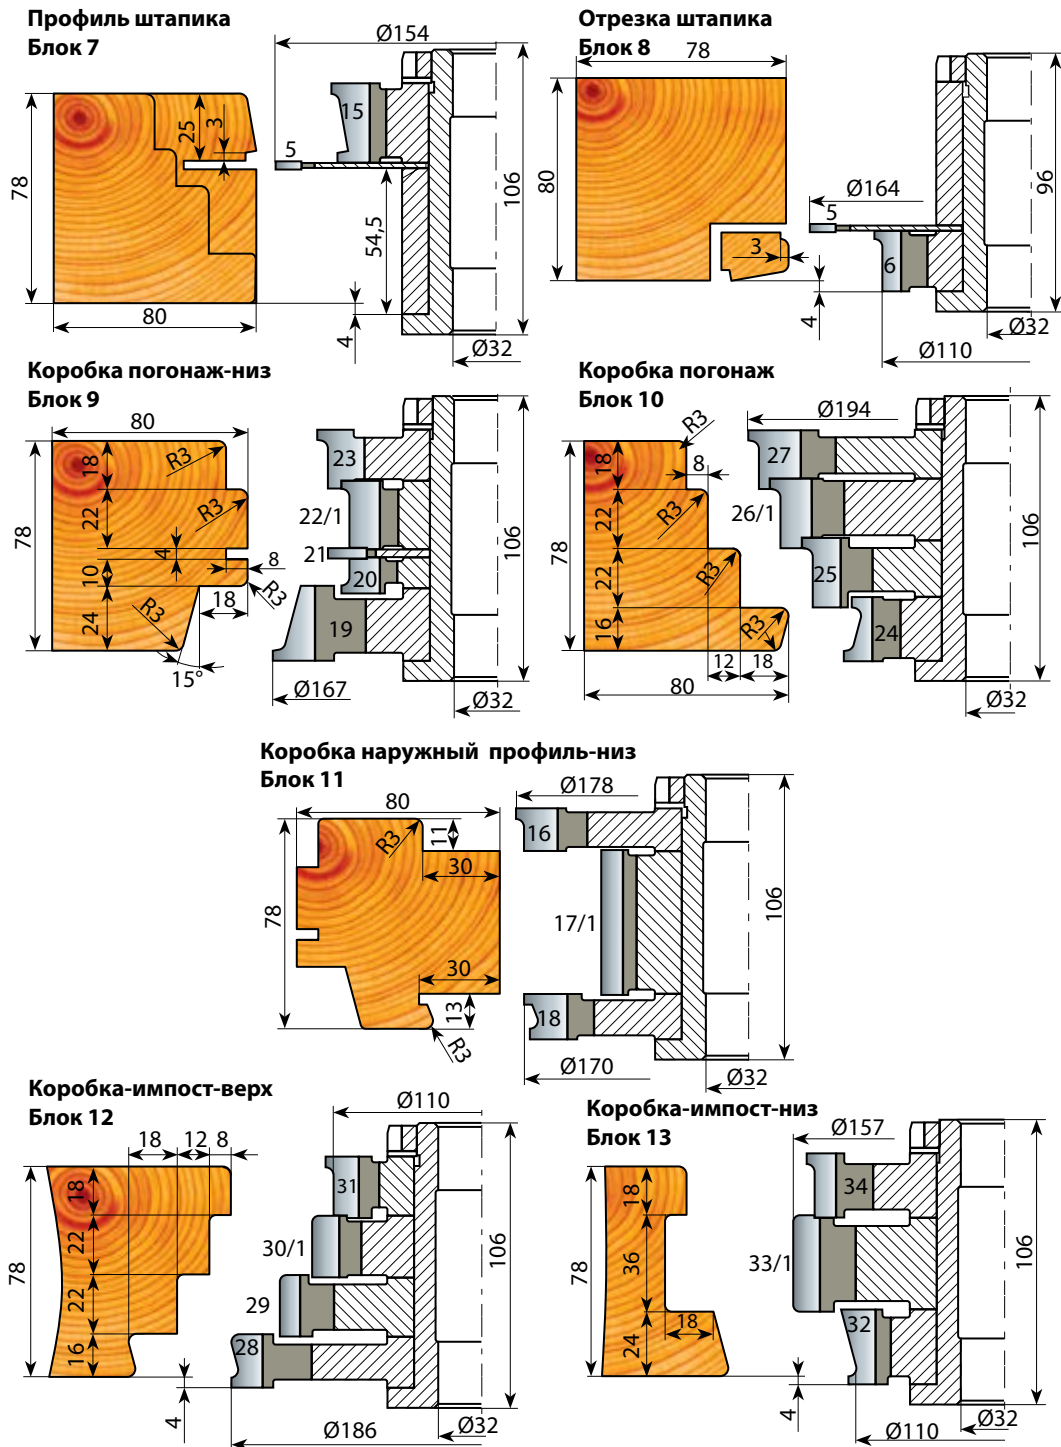 Профиль штапика
Блок 7
Ø154
15
5
25
3
78
54,5
106
80
4
Ø32
Отрезка штапика
Блок 8
78
80
Ø164
5
6
3
4
96
Ø32
Ø110
Коробка погонаж-низ
Блок 9
80
18
R3
23
22
R3
22/1
78
4
21
106
10
8
20
R3
24
R3
18
19
15°
Ø167
Ø32
Коробка погонаж
Блок 10
R3
Ø194
18
8
27
22
R3
26/1
78
22
R3
25
106
16
R3
24
12
18
80
Ø32
Коробка наружный профиль-низ
Блок 11
80
Ø178
R3
11
16
30
78
17/1
106
30
13
18
R3
Ø170
Ø32
Коробка-импост-верх
Блок 12
Ø110
18
12
8
18
31
22
30/1
78
106
22
29
16
28
4
Ø32
Ø186
Коробка-импост-низ
Блок 13
Ø157
18
34
36
33/1
78
106
18
32
24
4
Ø32
Ø110